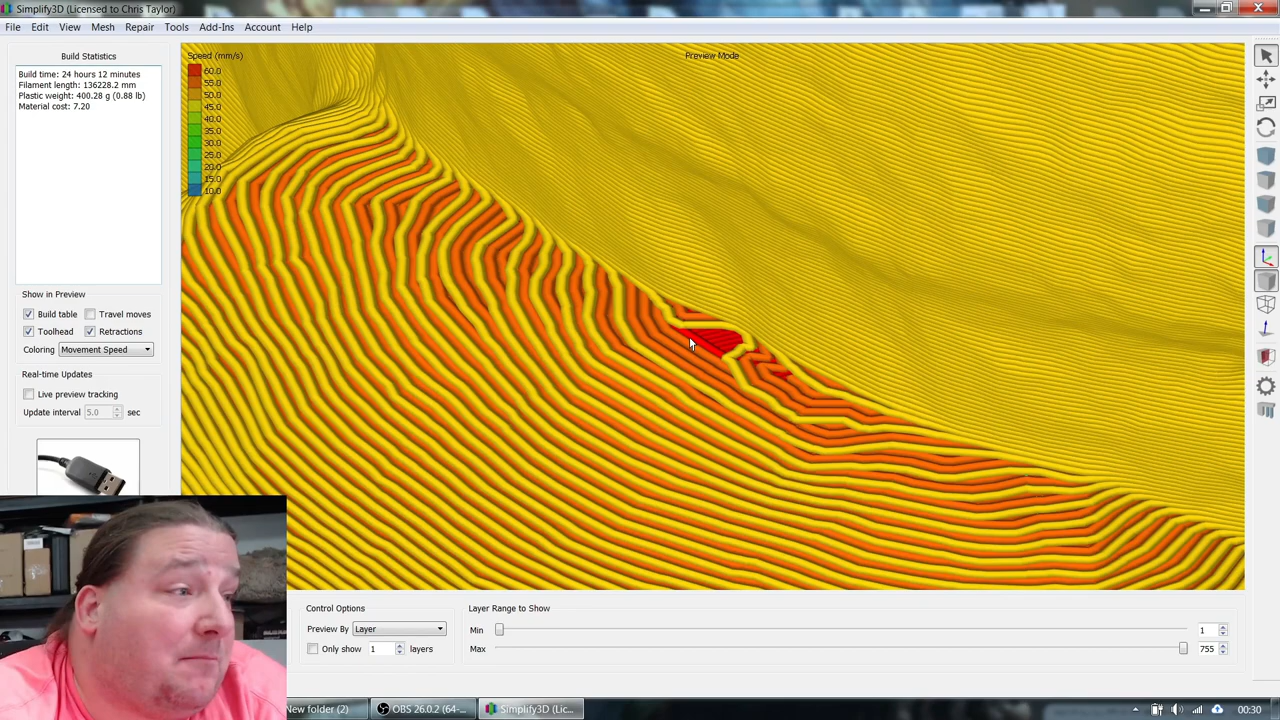 Simplify3D (Licensed to Chris Taylor)
File Edit View Mesh Repair Tools Add-Ins Account Help
Build Statistics
Build time: 24 hours 12 minutes
Filament length: 136228.2 mm
Plastic weight: 400.28 g (0.88 lb)
Material cost: 7.20
Speed (mm/s)
60.0
55.0
50.0
45.0
40.0
35.0
30.0
25.0
20.0
15.0
10.0
Preview Mode
Show in Preview
Build table Travel moves
Toolhead Retractions
Coloring Movement Speed
Real-time Updates
Live preview tracking
Update interval 5.0 sec
Control Options
Preview By Layer
Only show 1 layers
Layer Range to Show
Min 1
Max 755
New folder (2) OBS 26.0.2 (64-... Simplify3D (Lic... 00:30